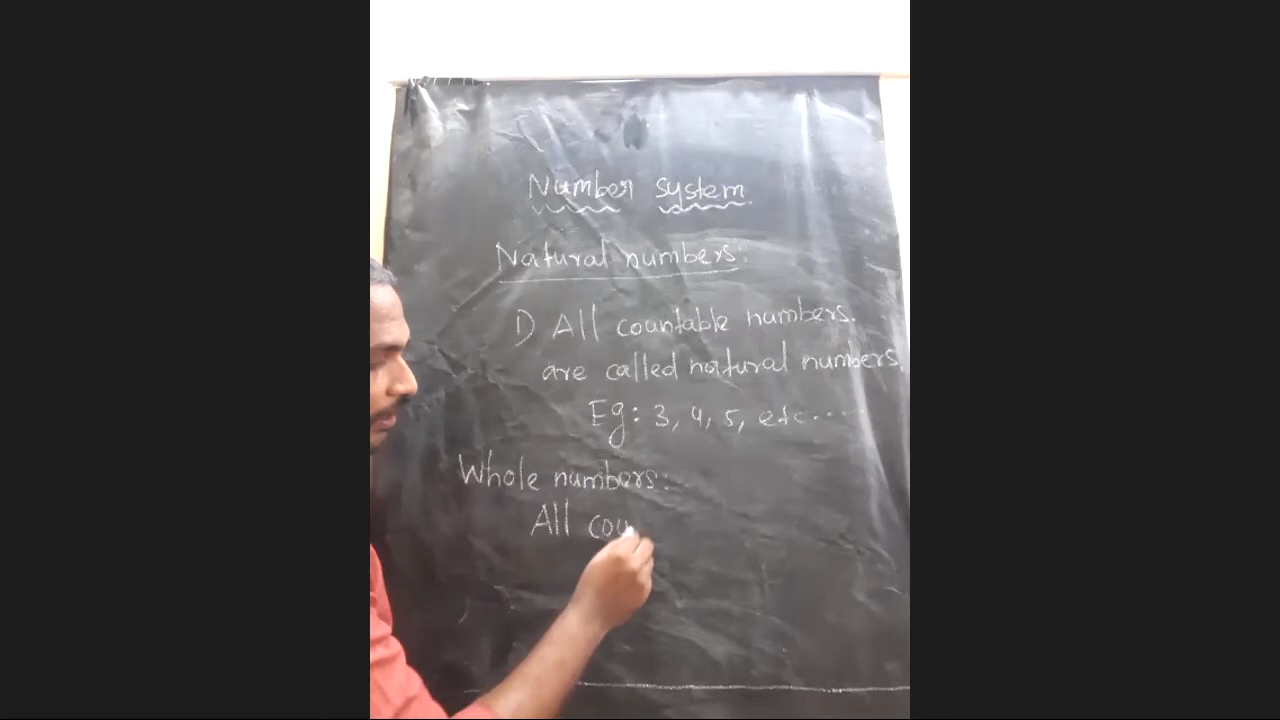 Number system.
Natural numbers:
1) All countable numbers.
are called natural numbers.
Eg: 3, 4, 5, etc.....
Whole numbers:
All cou